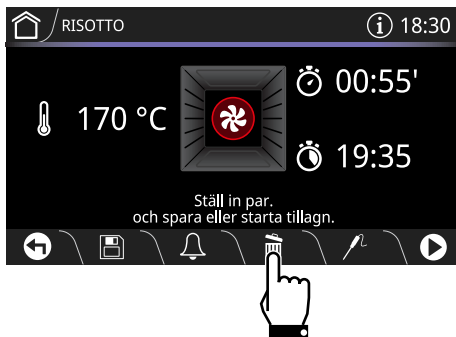 RISOTTO
18:30
00:55'
170 °C
19:35
Ställ in par.
och spara eller starta tillagn.